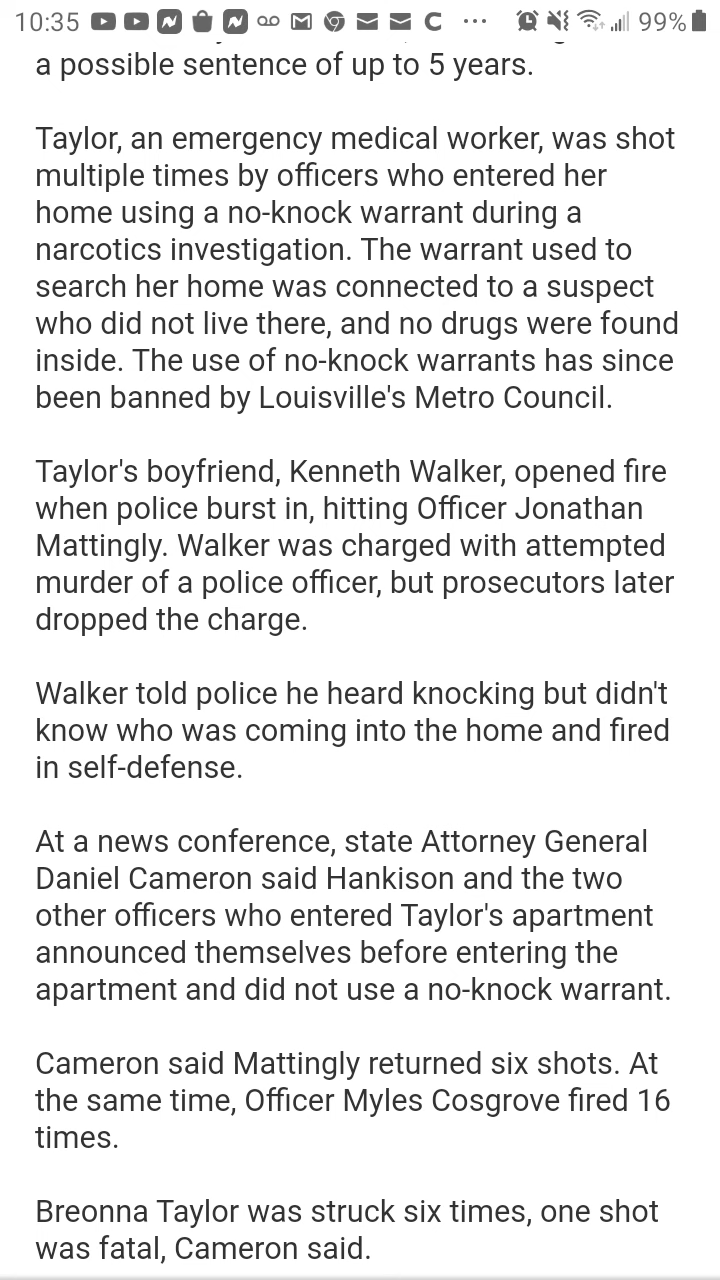 10:35
99%
a possible sentence of up to 5 years.
Taylor, an emergency medical worker, was shot
multiple times by officers who entered her
home using a no-knock warrant during a
narcotics investigation. The warrant used to
search her home was connected to a suspect
who did not live there, and no drugs were found
inside. The use of no-knock warrants has since
been banned by Louisville's Metro Council.
Taylor's boyfriend, Kenneth Walker, opened fire
when police burst in, hitting Officer Jonathan
Mattingly. Walker was charged with attempted
murder of a police officer, but prosecutors later
dropped the charge.
Walker told police he heard knocking but didn't
know who was coming into the home and fired
in self-defense.
At a news conference, state Attorney General
Daniel Cameron said Hankison and the two
other officers who entered Taylor's apartment
announced themselves before entering the
apartment and did not use a no-knock warrant.
Cameron said Mattingly returned six shots. At
the same time, Officer Myles Cosgrove fired 16
times.
Breonna Taylor was struck six times, one shot
was fatal, Cameron said.